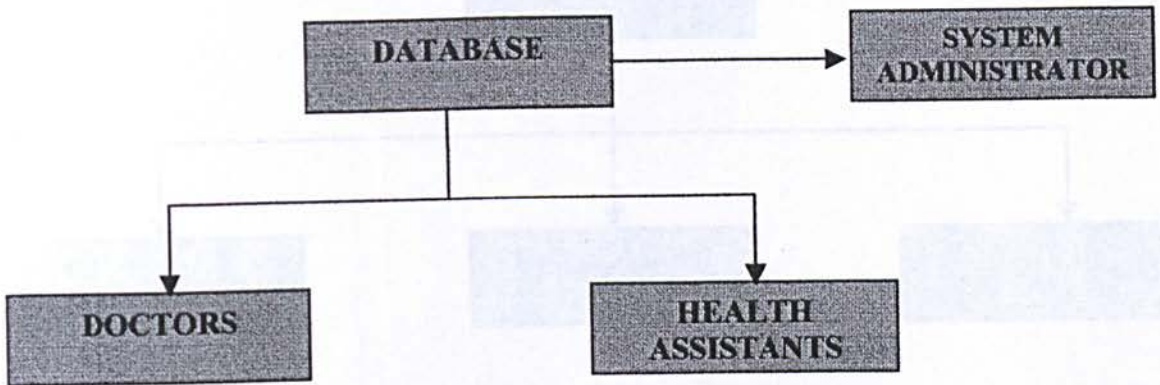 DATABASE
SYSTEM
ADMINISTRATOR
DOCTORS
HEALTH
ASSISTANTS